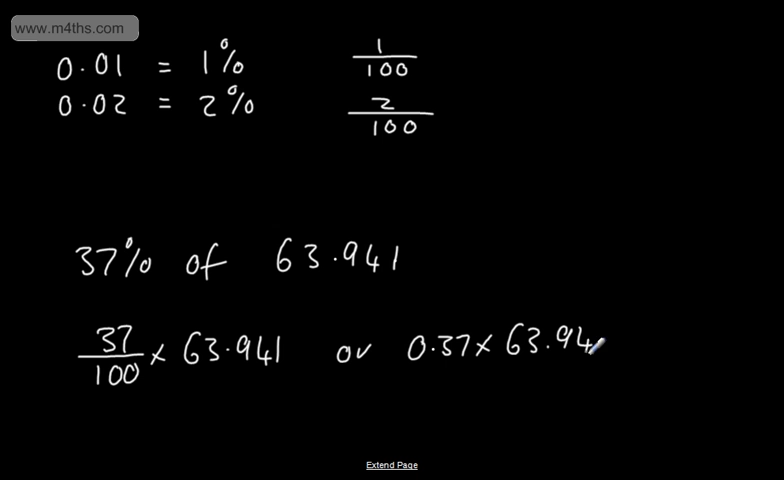 www.m4ths.com
0.01 = 1% 1/100
0.02 = 2% 2/100
37% of 63.941
37/100 × 63.941 or 0.37 × 63.94
Extend Page